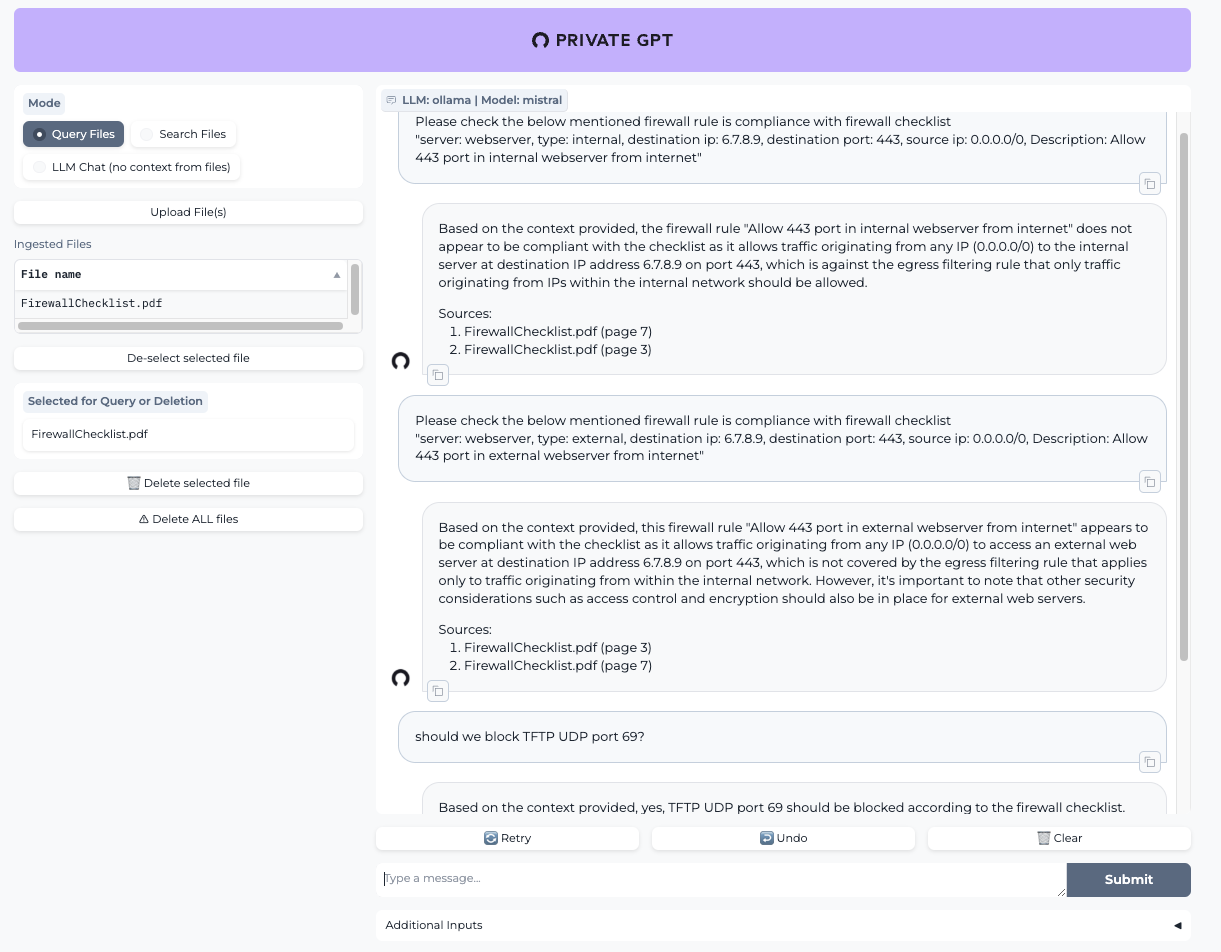 PRIVATE GPT
Mode
Query Files
Search Files
LLM Chat (no context from files)
Upload File(s)
Ingested Files
File name ▲
FirewallChecklist.pdf
De-select selected file
Selected for Query or Deletion
FirewallChecklist.pdf
🗑️ Delete selected file
⚠ Delete ALL files
LLM: ollama | Model: mistral
Please check the below mentioned firewall rule is compliance with firewall checklist
"server: webserver, type: internal, destination ip: 6.7.8.9, destination port: 443, source ip: 0.0.0.0/0, Description: Allow
443 port in internal webserver from internet"
Based on the context provided, the firewall rule "Allow 443 port in internal webserver from internet" does not
appear to be compliant with the checklist as it allows traffic originating from any IP (0.0.0.0/0) to the internal
server at destination IP address 6.7.8.9 on port 443, which is against the egress filtering rule that only traffic
originating from IPs within the internal network should be allowed.
Sources:
1. FirewallChecklist.pdf (page 7)
2. FirewallChecklist.pdf (page 3)
Please check the below mentioned firewall rule is compliance with firewall checklist
"server: webserver, type: external, destination ip: 6.7.8.9, destination port: 443, source ip: 0.0.0.0/0, Description: Allow
443 port in external webserver from internet"
Based on the context provided, this firewall rule "Allow 443 port in external webserver from internet" appears to
be compliant with the checklist as it allows traffic originating from any IP (0.0.0.0/0) to access an external web
server at destination IP address 6.7.8.9 on port 443, which is not covered by the egress filtering rule that applies
only to traffic originating from within the internal network. However, it's important to note that other security
considerations such as access control and encryption should also be in place for external web servers.
Sources:
1. FirewallChecklist.pdf (page 3)
2. FirewallChecklist.pdf (page 7)
should we block TFTP UDP port 69?
Based on the context provided, yes, TFTP UDP port 69 should be blocked according to the firewall checklist.
🔄 Retry
↩️ Undo
🗑️ Clear
Type a message...
Submit
Additional Inputs ◀